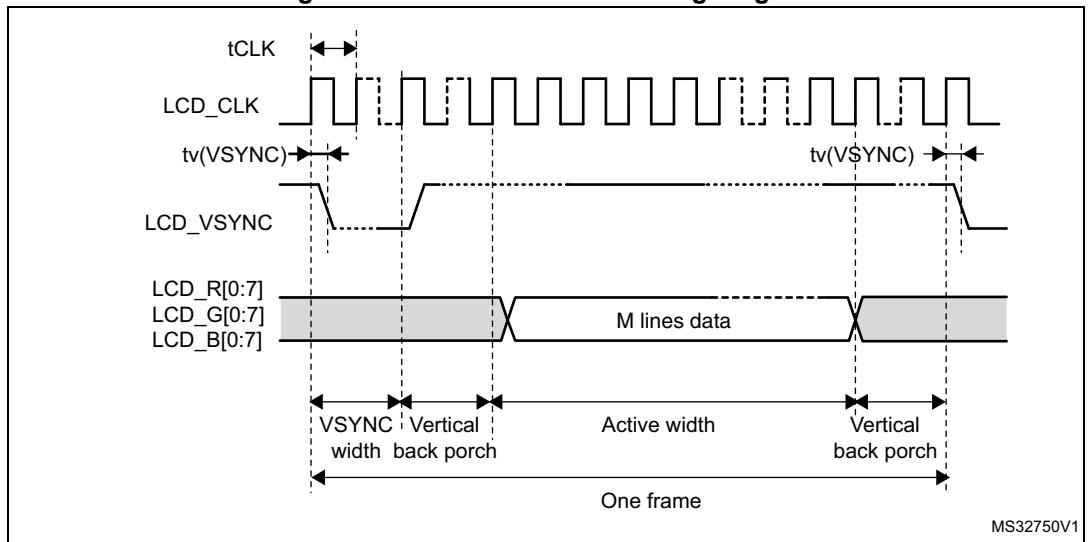 tCLK
LCD_CLK
tv(VSYNC)
tv(VSYNC)
LCD_VSYNC
LCD_R[0:7]
LCD_G[0:7]
LCD_B[0:7]
M lines data
VSYNC width
Vertical back porch
Active width
Vertical back porch
One frame
MS32750V1